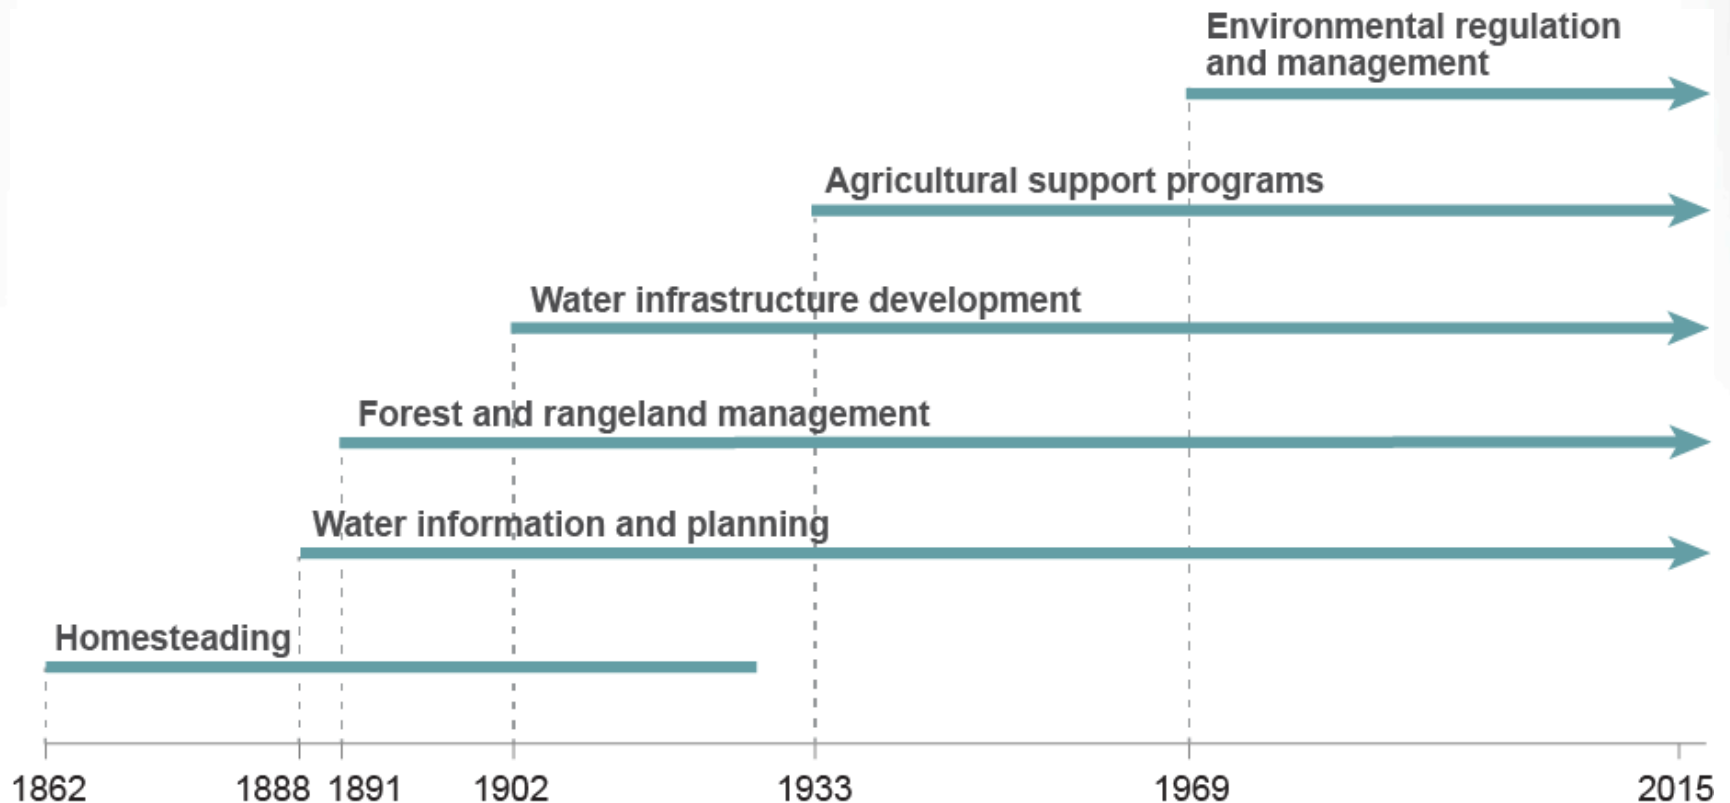 Environmental regulation
and management
Agricultural support programs
Water infrastructure development
Forest and rangeland management
Water information and planning
Homesteading
1862 1888 1891 1902 1933 1969 2015